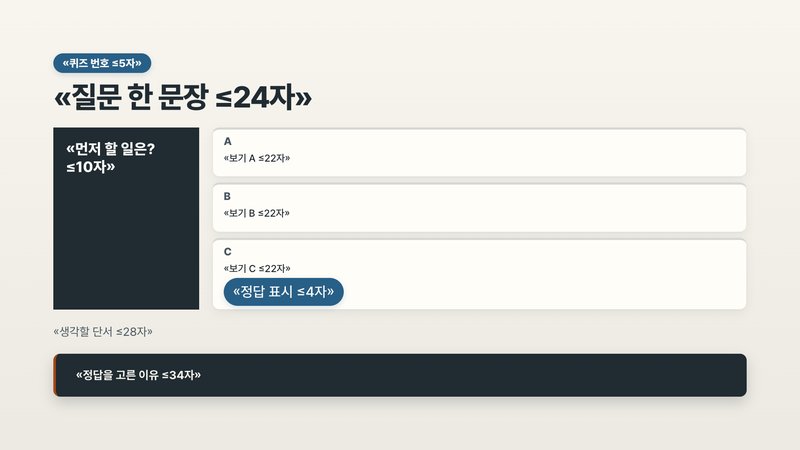 «퀴즈 번호 ≤5자»
«질문 한 문장 ≤24자»
«먼저 할 일은?
≤10자»
A
«보기 A ≤22자»
B
«보기 B ≤22자»
C
«보기 C ≤22자»
«정답 표시 ≤4자»
«생각할 단서 ≤28자»
«정답을 고른 이유 ≤34자»